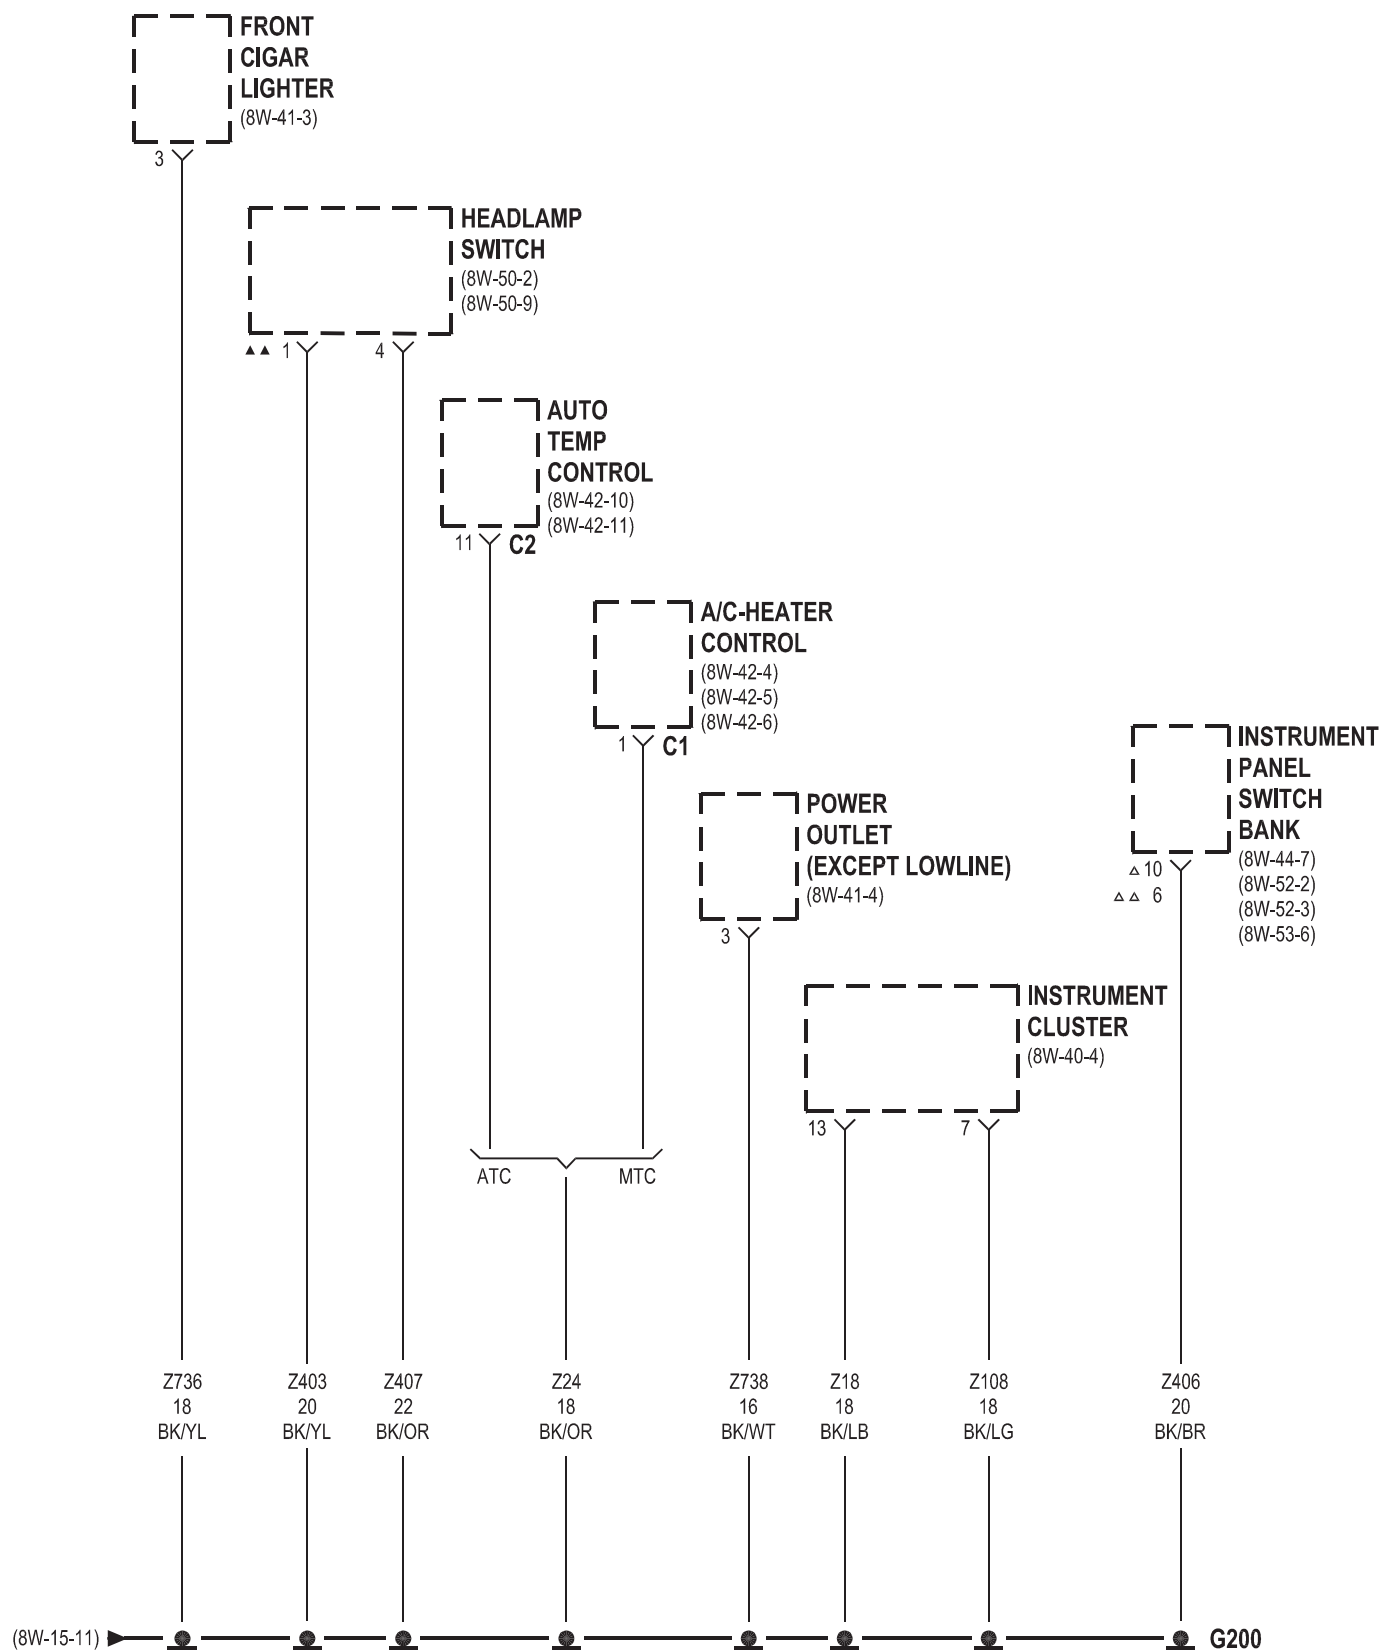 FRONT
CIGAR
LIGHTER
(8W-41-3)
3
HEADLAMP
SWITCH
(8W-50-2)
(8W-50-9)
▲▲ 1
4
AUTO
TEMP
CONTROL
(8W-42-10)
(8W-42-11)
11 C2
A/C-HEATER
CONTROL
(8W-42-4)
(8W-42-5)
(8W-42-6)
1 C1
INSTRUMENT
PANEL
SWITCH
BANK
(8W-44-7)
(8W-52-2)
(8W-52-3)
(8W-53-6)
△ 10
△△ 6
POWER
OUTLET
(EXCEPT LOWLINE)
(8W-41-4)
3
INSTRUMENT
CLUSTER
(8W-40-4)
13
7
ATC
MTC
Z736
18
BK/YL
Z403
20
BK/YL
Z407
22
BK/OR
Z24
18
BK/OR
Z738
16
BK/WT
Z18
18
BK/LB
Z108
18
BK/LG
Z406
20
BK/BR
(8W-15-11)
G200